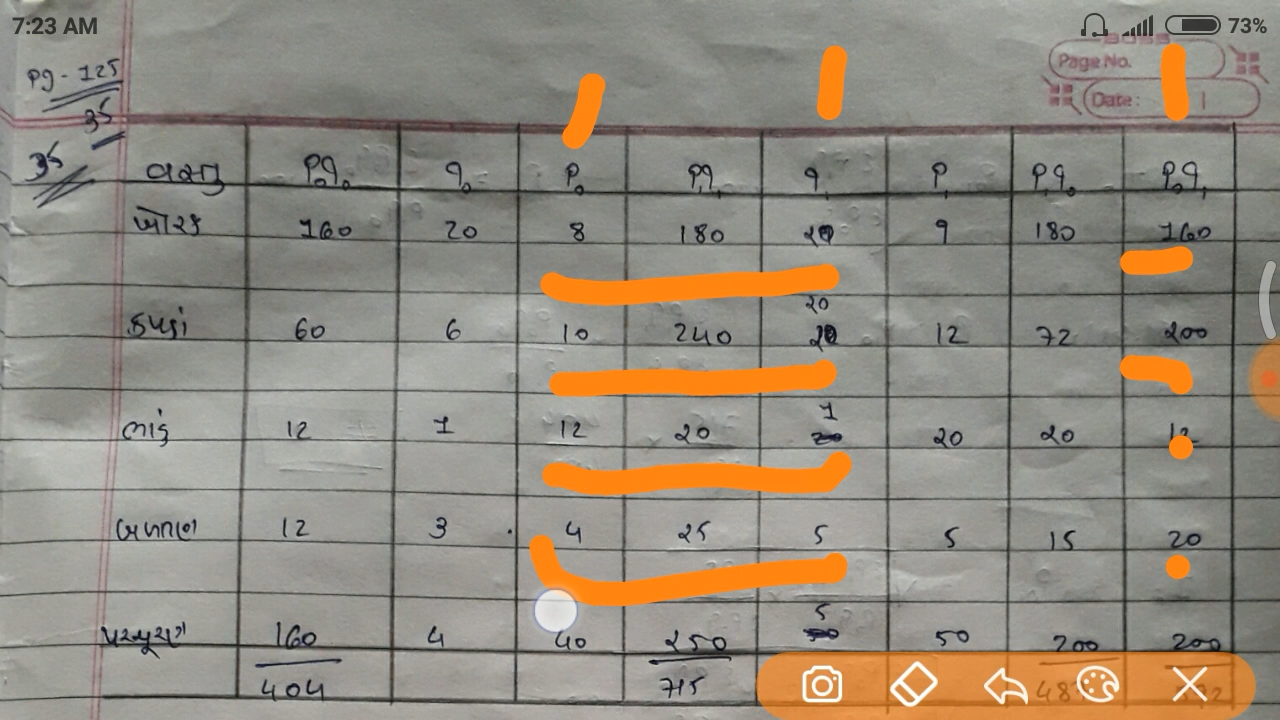 7:23 AM 73%
Page No.
Pg - 125
Date :
35
35 વસ્તુ P₀q₀ q₀ P₀ P₁q₁ q₁ P₁ P₁q₀ P₀q₁
ખોરાક 160 20 8 180 20 9 180 160
20
કાપડ 60 6 10 240 12 72 200
1
12 1 12 20 20 20 12
બળતણ 12 3 4 25 5 5 15 20
5
પરચુરણ 160 4 40 250 50 200 200
404 715